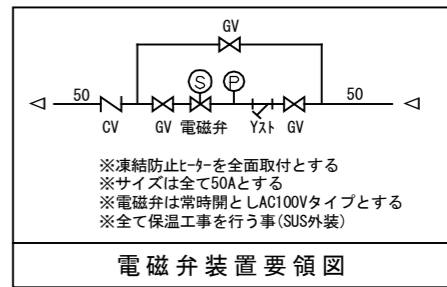 GV
S
P
50
50
CV
GV
電磁弁
Yｽﾄ
GV
※凍結防止ﾋｰﾀｰを全面取付とする
※サイズは全て50Aとする
※電磁弁は常時開としAC100Vタイプとする
※全て保温工事を行う事(SUS外装)
電磁弁装置要領図